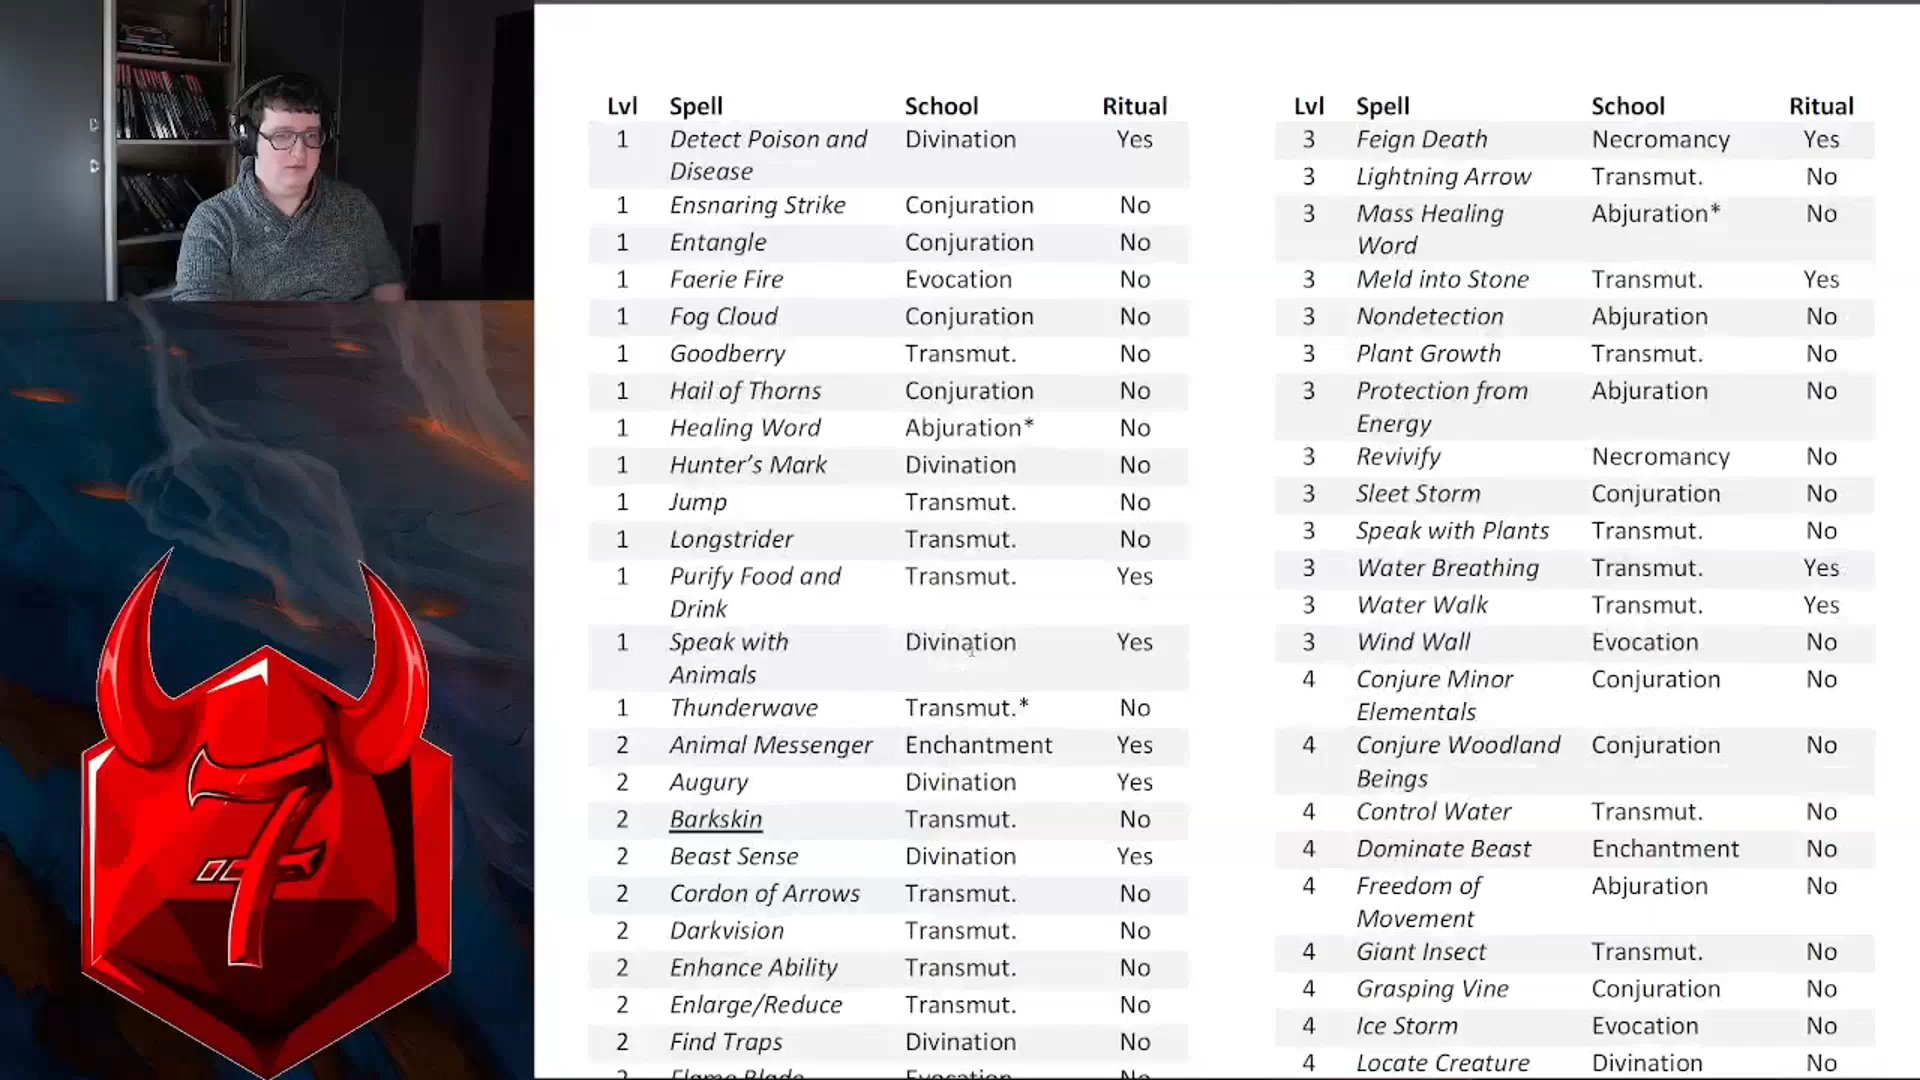 Lvl Spell School Ritual
1 Detect Poison and Divination Yes
Disease
1 Ensnaring Strike Conjuration No
1 Entangle Conjuration No
1 Faerie Fire Evocation No
1 Fog Cloud Conjuration No
1 Goodberry Transmut. No
1 Hail of Thorns Conjuration No
1 Healing Word Abjuration* No
1 Hunter’s Mark Divination No
1 Jump Transmut. No
1 Longstrider Transmut. No
1 Purify Food and Transmut. Yes
Drink
1 Speak with Divination Yes
Animals
1 Thunderwave Transmut.* No
2 Animal Messenger Enchantment Yes
2 Augury Divination Yes
2 Barkskin Transmut. No
2 Beast Sense Divination Yes
2 Cordon of Arrows Transmut. No
2 Darkvision Transmut. No
2 Enhance Ability Transmut. No
2 Enlarge/Reduce Transmut. No
2 Find Traps Divination No
2 Flame Blade Evocation No
Lvl Spell School Ritual
3 Feign Death Necromancy Yes
3 Lightning Arrow Transmut. No
3 Mass Healing Abjuration* No
Word
3 Meld into Stone Transmut. Yes
3 Nondetection Abjuration No
3 Plant Growth Transmut. No
3 Protection from Abjuration No
Energy
3 Revivify Necromancy No
3 Sleet Storm Conjuration No
3 Speak with Plants Transmut. No
3 Water Breathing Transmut. Yes
3 Water Walk Transmut. Yes
3 Wind Wall Evocation No
4 Conjure Minor Conjuration No
Elementals
4 Conjure Woodland Conjuration No
Beings
4 Control Water Transmut. No
4 Dominate Beast Enchantment No
4 Freedom of Abjuration No
Movement
4 Giant Insect Transmut. No
4 Grasping Vine Conjuration No
4 Ice Storm Evocation No
4 Locate Creature Divination No
7